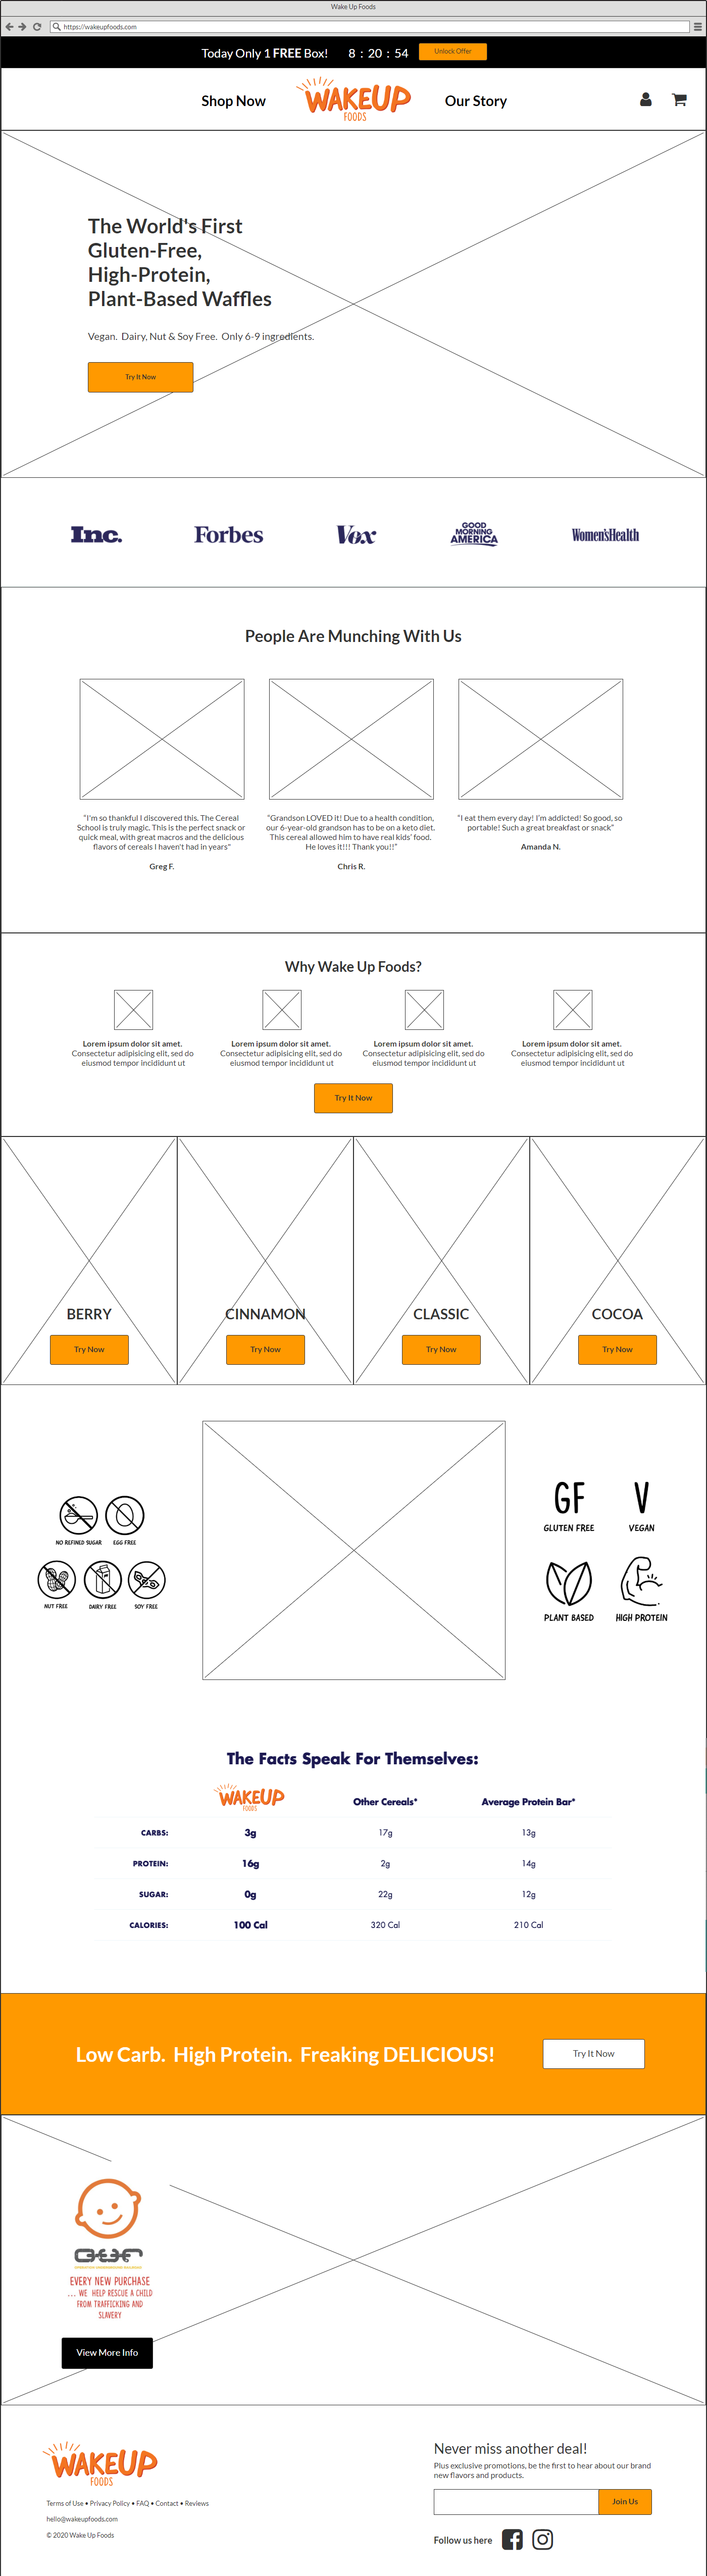 Wake Up Foods
https://wakeupfoods.com
Today Only 1 FREE Box! 8 : 20 : 54 Unlock Offer
Shop Now WAKEUP FOODS Our Story
The World's First
Gluten-Free,
High-Protein,
Plant-Based Waffles
Vegan. Dairy, Nut & Soy Free. Only 6-9 ingredients.
Try It Now
Inc. Forbes Vox GOOD MORNING AMERICA Women'sHealth
People Are Munching With Us
"I'm so thankful I discovered this. The Cereal
School is truly magic. This is the perfect snack or
quick meal, with great macros and the delicious
flavors of cereals I haven't had in years"
Greg F.
"Grandson LOVED it! Due to a health condition,
our 6-year-old grandson has to be on a keto diet.
This cereal allowed him to have real kids' food.
He loves it!!! Thank you!!"
Chris R.
"I eat them every day! I'm addicted! So good, so
portable! Such a great breakfast or snack"
Amanda N.
Why Wake Up Foods?
Lorem ipsum dolor sit amet.
Consectetur adipisicing elit, sed do
eiusmod tempor incididunt ut
Lorem ipsum dolor sit amet.
Consectetur adipisicing elit, sed do
eiusmod tempor incididunt ut
Lorem ipsum dolor sit amet.
Consectetur adipisicing elit, sed do
eiusmod tempor incididunt ut
Lorem ipsum dolor sit amet.
Consectetur adipisicing elit, sed do
eiusmod tempor incididunt ut
Try It Now
BERRY CINNAMON CLASSIC COCOA
Try Now Try Now Try Now Try Now
NO REFINED SUGAR EGG FREE
NUT FREE DAIRY FREE SOY FREE
GF V
GLUTEN FREE VEGAN
PLANT BASED HIGH PROTEIN
The Facts Speak For Themselves:
WAKEUP FOODS Other Cereals* Average Protein Bar*
CARBS: 3g 17g 13g
PROTEIN: 16g 2g 14g
SUGAR: 0g 22g 12g
CALORIES: 100 Cal 320 Cal 210 Cal
Low Carb. High Protein. Freaking DELICIOUS! Try It Now
EVERY NEW PURCHASE
... WE HELP RESCUE A CHILD
FROM TRAFFICKING AND
SLAVERY
View More Info
WAKEUP
FOODS
Terms of Use • Privacy Policy • FAQ • Contact • Reviews
hello@wakeupfoods.com
© 2020 Wake Up Foods
Never miss another deal!
Plus exclusive promotions, be the first to hear about our brand
new flavors and products.
Join Us
Follow us here